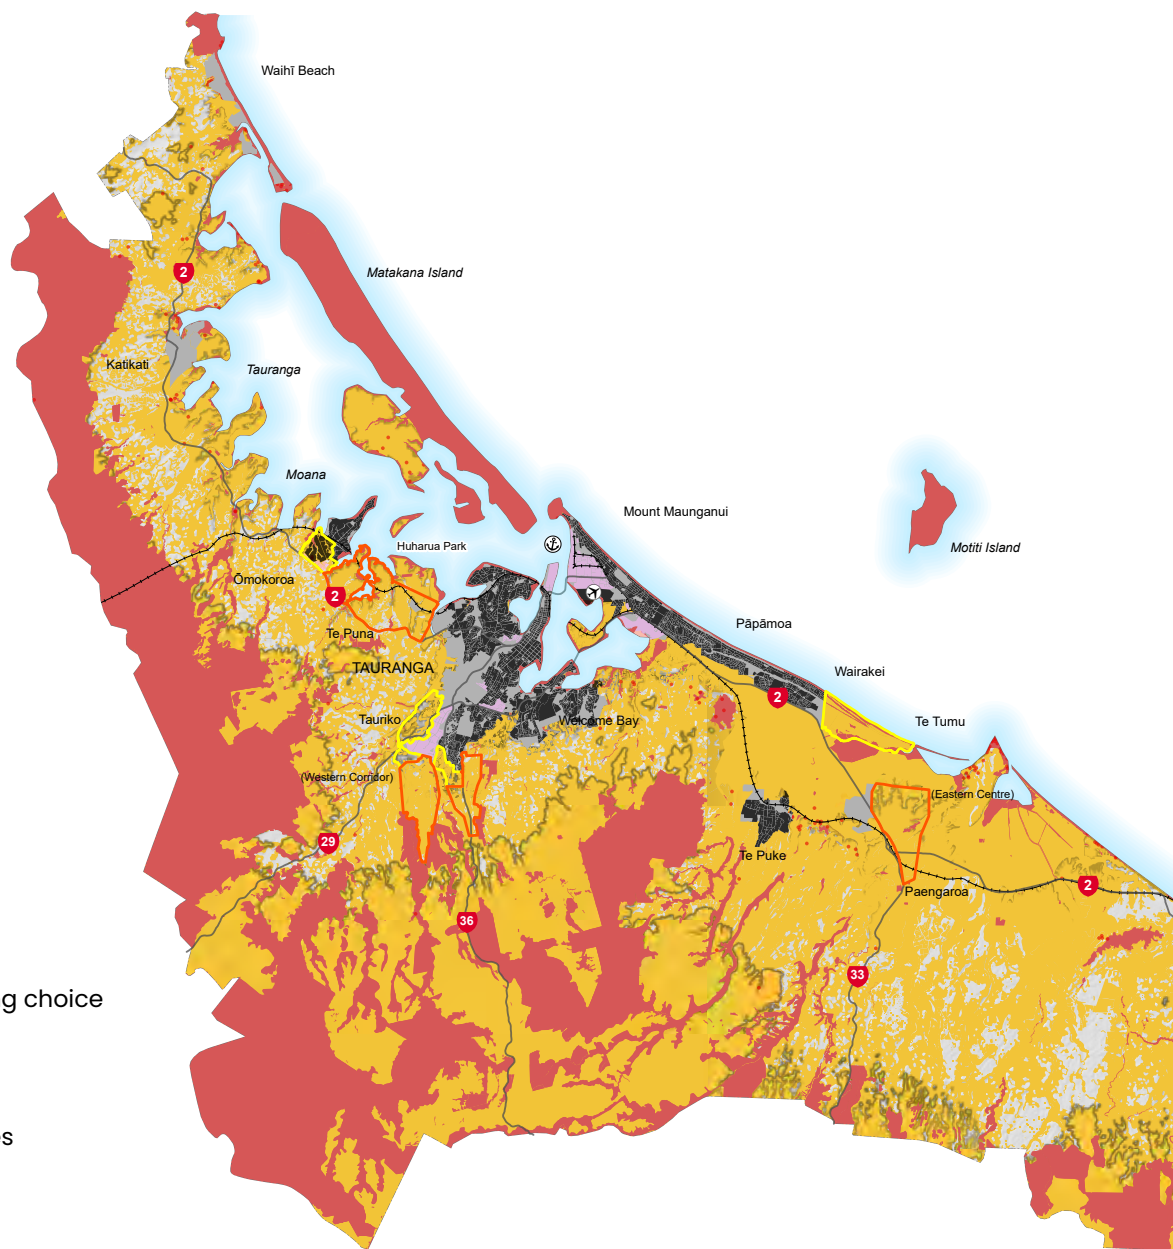 Waihī Beach
Matakana Island
2
Katikati
Tauranga
Moana
Mount Maunganui
Huharua Park
Motiti Island
Ōmokoroa
2
Te Puna
Pāpāmoa
TAURANGA
Wairakei
2
Tauriko
Welcome Bay
Te Tumu
(Western Corridor)
(Eastern Centre)
29
Te Puke
2
Paengaroa
36
33
g choice
s